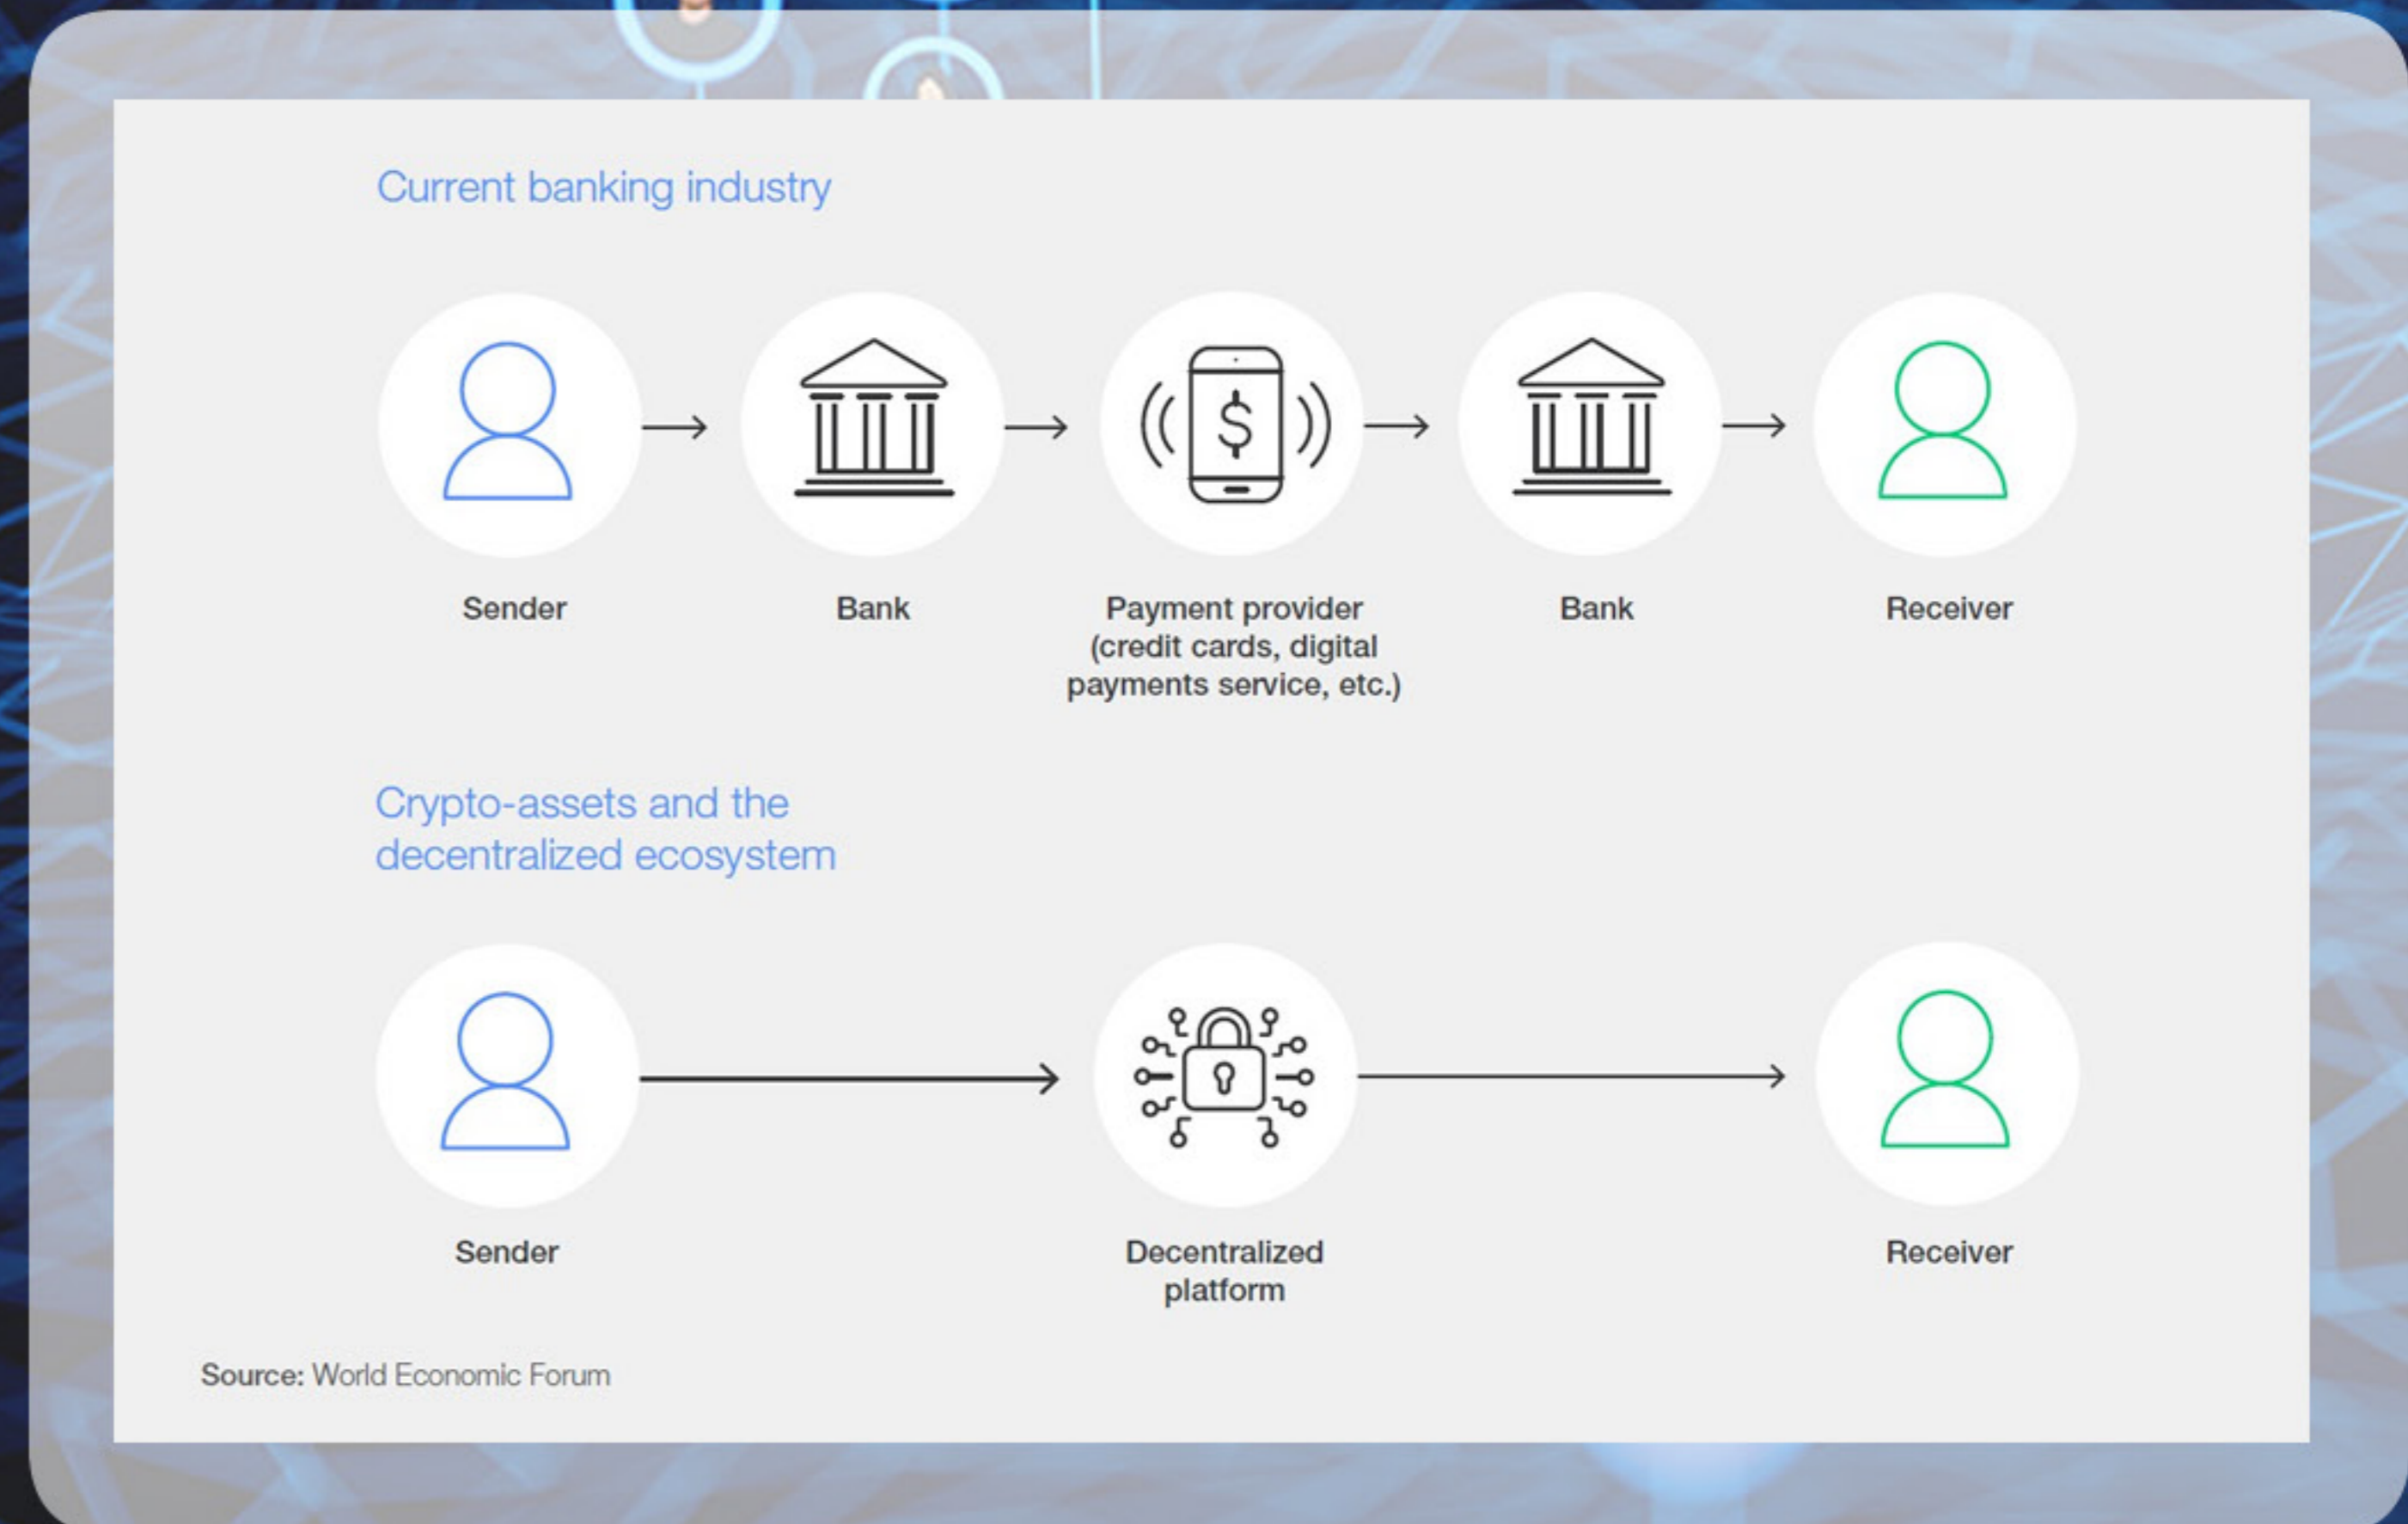 Current banking industry
$
Sender
Bank
Payment provider
(credit cards, digital
payments service, etc.)
Bank
Receiver
Crypto-assets and the
decentralized ecosystem
Sender
Decentralized
platform
Receiver
Source: World Economic Forum